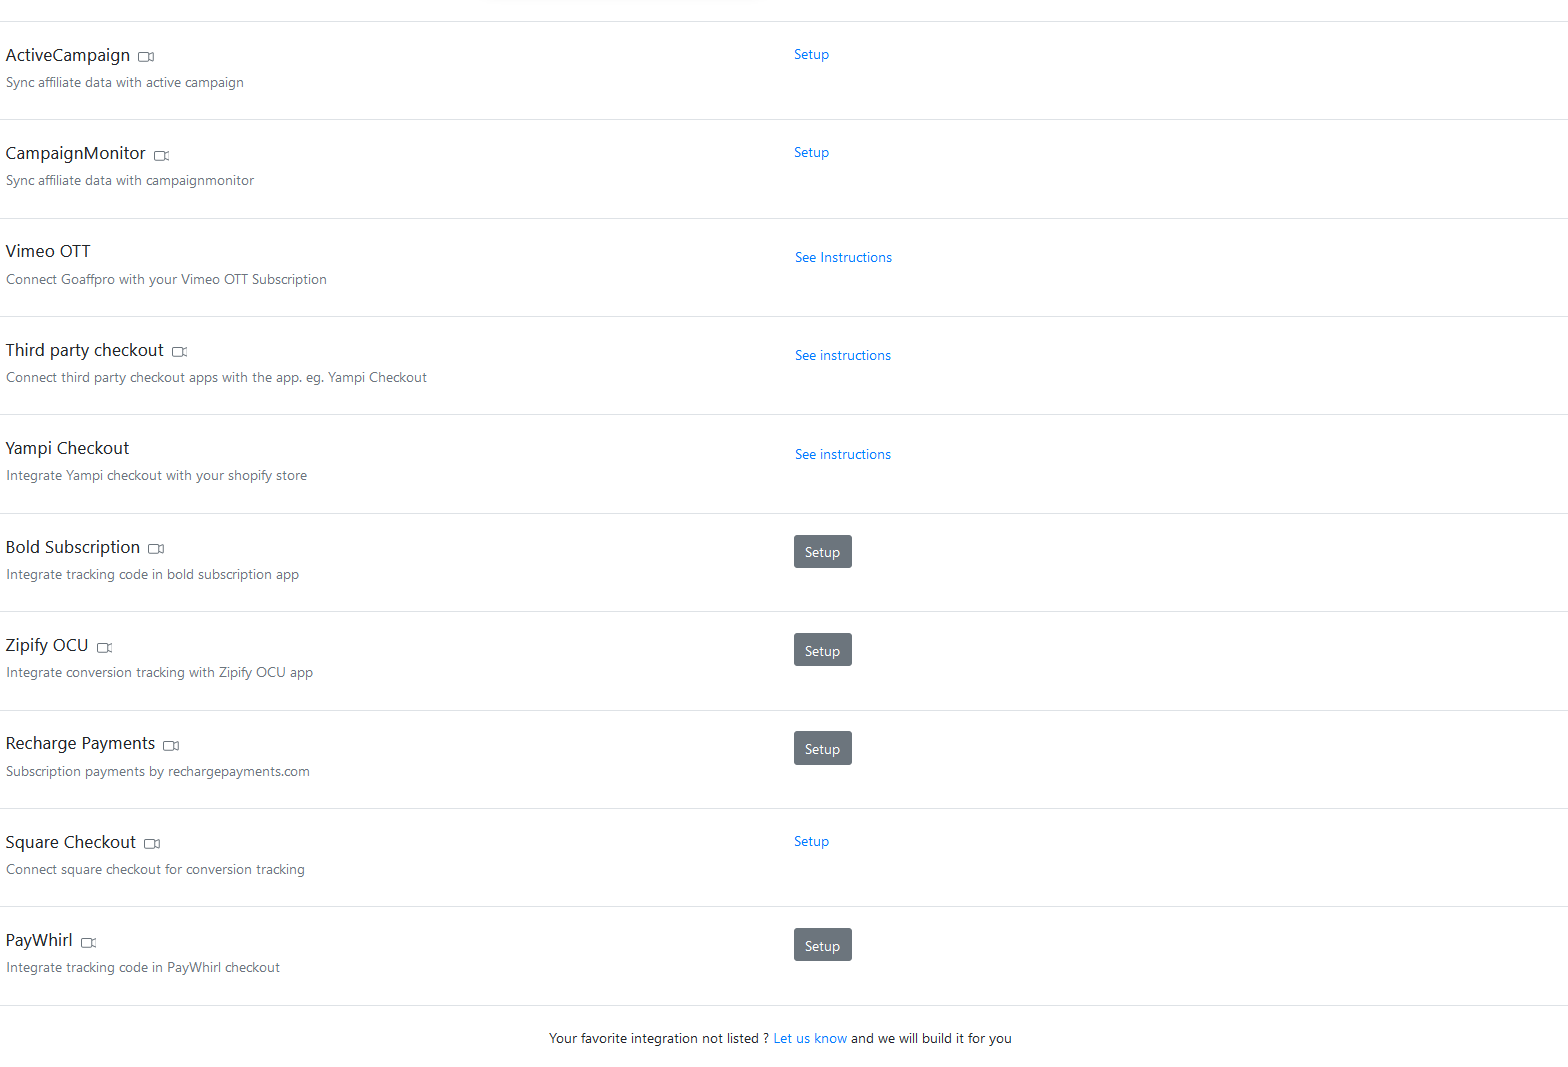 ActiveCampaign
Setup
Sync affiliate data with active campaign
CampaignMonitor
Setup
Sync affiliate data with campaignmonitor
Vimeo OTT
See Instructions
Connect Goaffpro with your Vimeo OTT Subscription
Third party checkout
See instructions
Connect third party checkout apps with the app. eg. Yampi Checkout
Yampi Checkout
See instructions
Integrate Yampi checkout with your shopify store
Bold Subscription
Setup
Integrate tracking code in bold subscription app
Zipify OCU
Setup
Integrate conversion tracking with Zipify OCU app
Recharge Payments
Setup
Subscription payments by rechargepayments.com
Square Checkout
Setup
Connect square checkout for conversion tracking
PayWhirl
Setup
Integrate tracking code in PayWhirl checkout
Your favorite integration not listed ? Let us know and we will build it for you